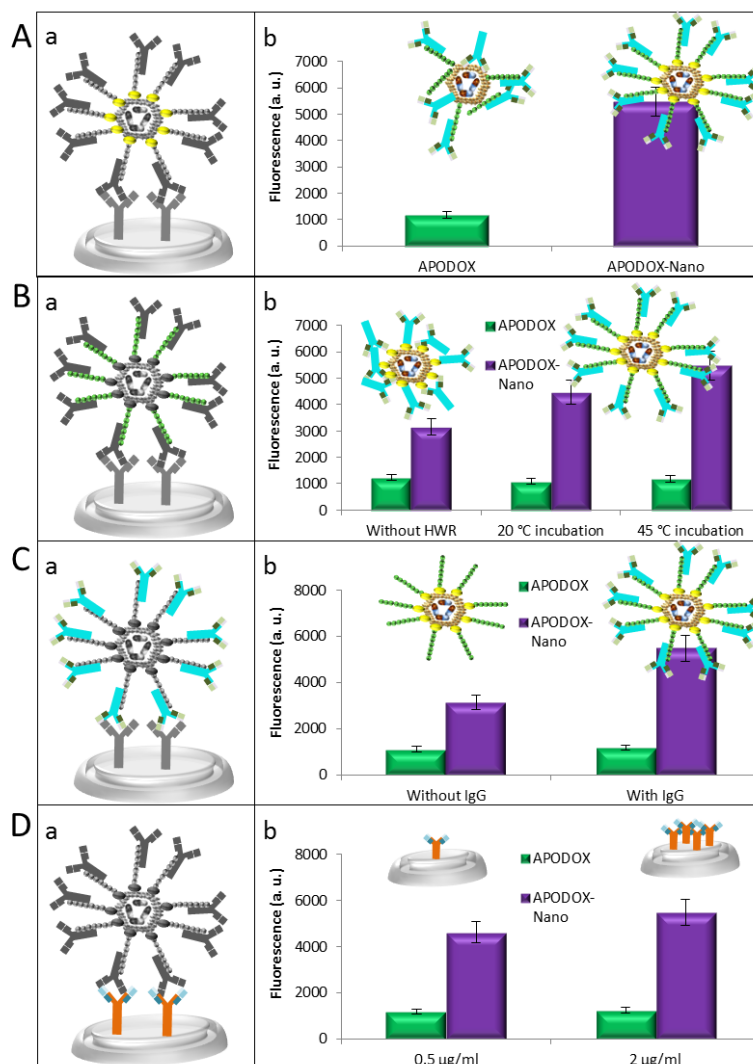 A
a
b
Fluorescence (a. u.)
7000
6000
5000
4000
3000
2000
1000
0
APODOX
APODOX-Nano
B
a
b
Fluorescence (a. u.)
7000
6000
5000
4000
3000
2000
1000
0
APODOX
APODOX-
Nano
Without HWR
20 °C incubation
45 °C incubation
C
a
b
Fluorescence (a. u.)
8000
6000
4000
2000
0
APODOX
APODOX-
Nano
Without IgG
With IgG
D
a
b
Fluorescence (a. u.)
8000
6000
4000
2000
0
APODOX
APODOX-
Nano
0.5 ug/ml
2 ug/ml